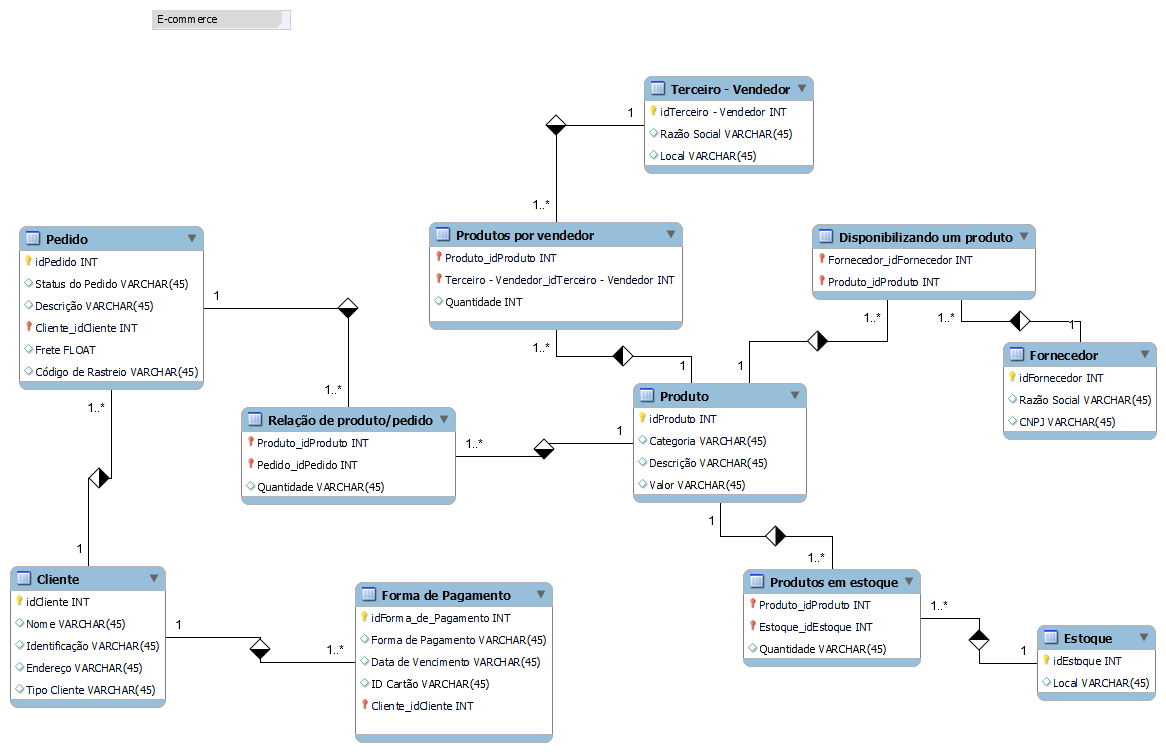 E-commerce
Terceiro - Vendedor
idTerceiro - Vendedor INT
Razão Social VARCHAR(45)
Local VARCHAR(45)
1
1..*
Produtos por vendedor
Produto_idProduto INT
Terceiro - Vendedor_idTerceiro - Vendedor INT
Quantidade INT
1..*
1
Pedido
idPedido INT
Status do Pedido VARCHAR(45)
Descrição VARCHAR(45)
Cliente_idCliente INT
Frete FLOAT
Código de Rastreio VARCHAR(45)
1
1..*
1..*
1
Disponibilizando um produto
Fornecedor_idFornecedor INT
Produto_idProduto INT
1..*
1..*
1
1
Fornecedor
idFornecedor INT
Razão Social VARCHAR(45)
CNPJ VARCHAR(45)
Relação de produto/pedido
Produto_idProduto INT
Pedido_idPedido INT
Quantidade VARCHAR(45)
1..*
1
Produto
idProduto INT
Categoria VARCHAR(45)
Descrição VARCHAR(45)
Valor VARCHAR(45)
1
1..*
Cliente
idCliente INT
Nome VARCHAR(45)
Identificação VARCHAR(45)
Endereço VARCHAR(45)
Tipo Cliente VARCHAR(45)
1
1..*
Forma de Pagamento
idForma_de_Pagamento INT
Forma de Pagamento VARCHAR(45)
Data de Vencimento VARCHAR(45)
ID Cartão VARCHAR(45)
Cliente_idCliente INT
Produtos em estoque
Produto_idProduto INT
Estoque_idEstoque INT
Quantidade VARCHAR(45)
1..*
1
Estoque
idEstoque INT
Local VARCHAR(45)